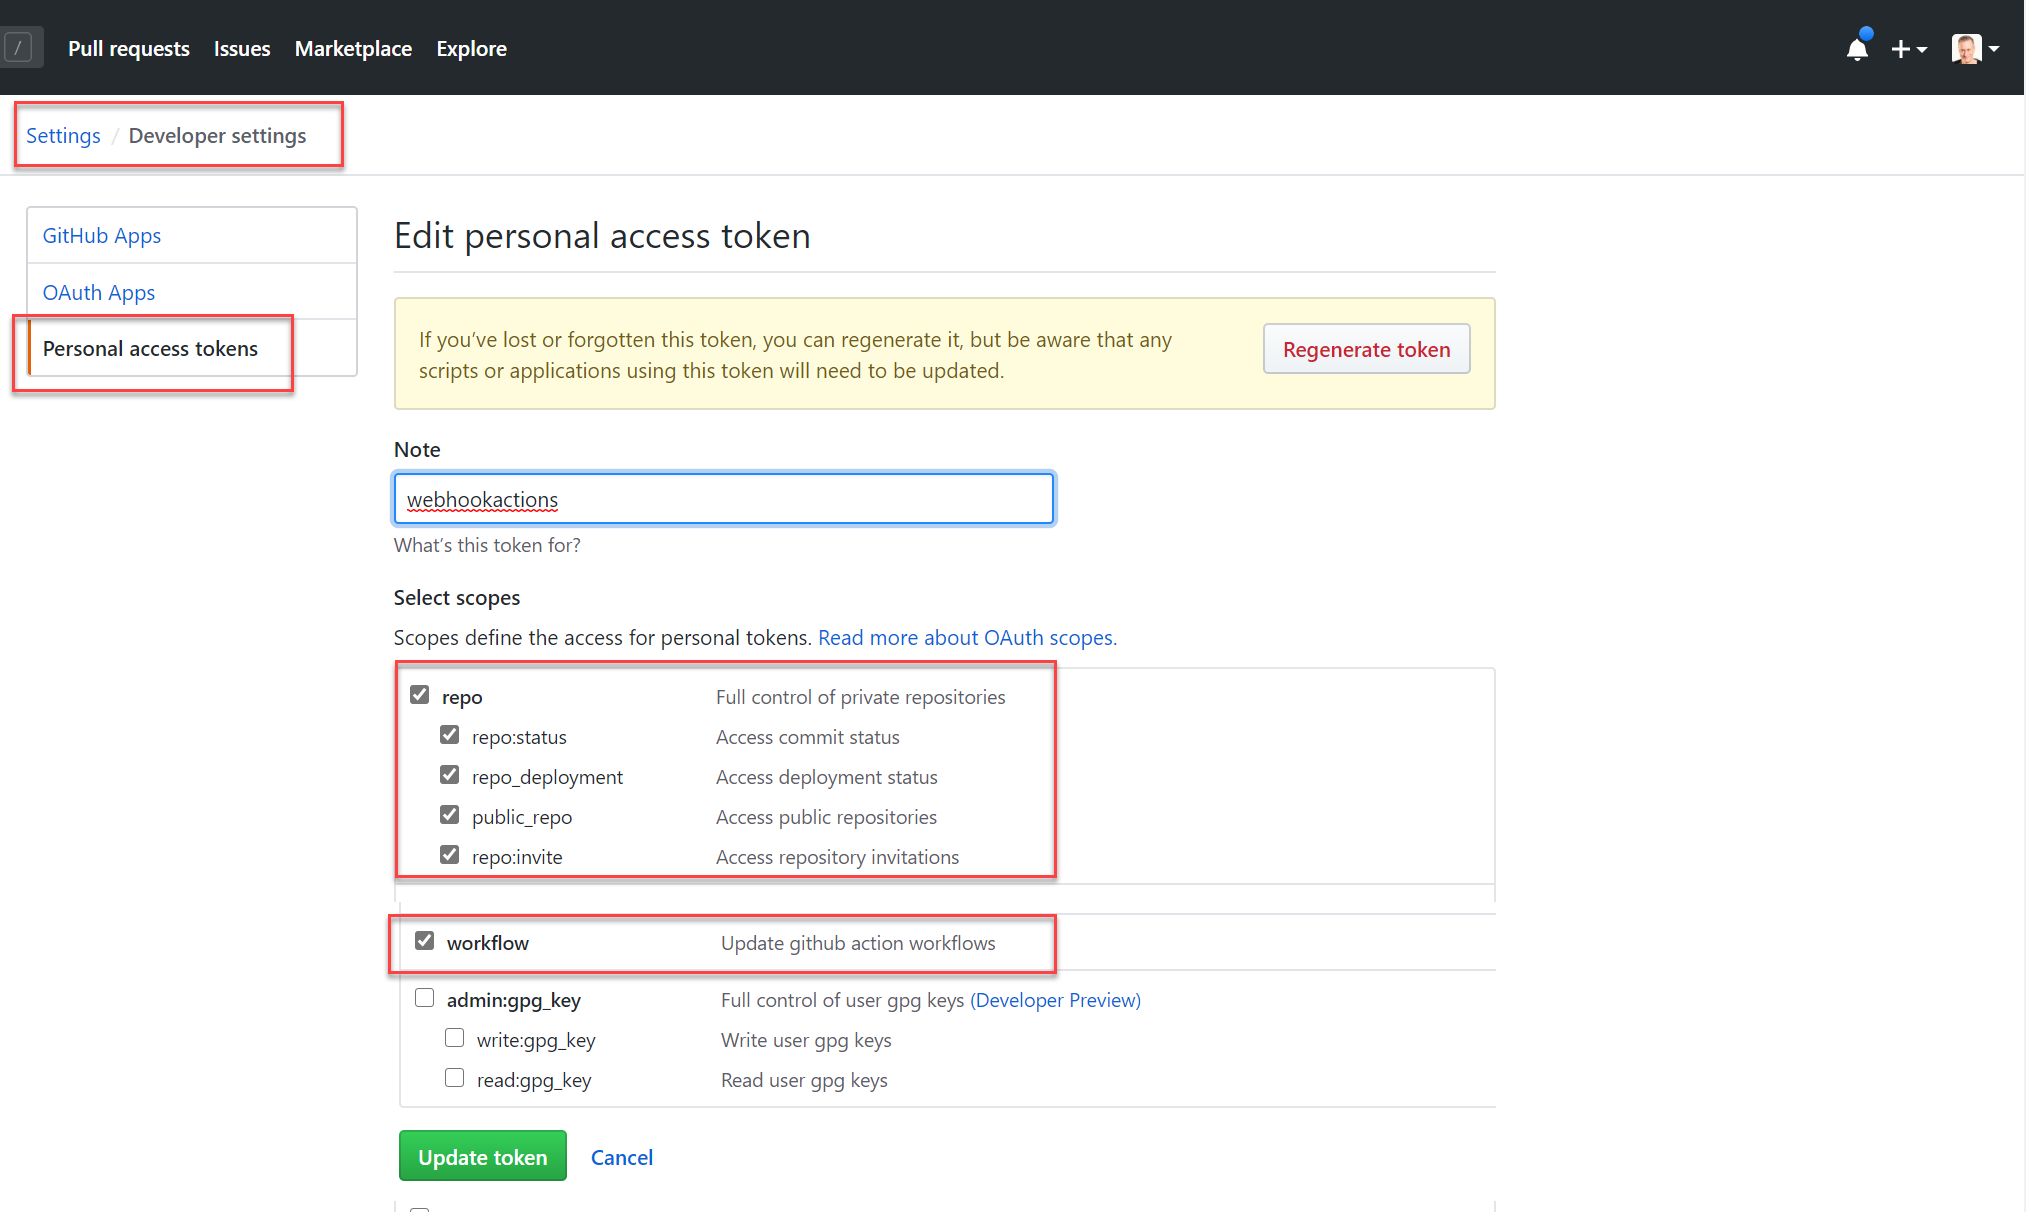 / Pull requests Issues Marketplace Explore
Settings / Developer settings
GitHub Apps
OAuth Apps
Personal access tokens
Edit personal access token
If you’ve lost or forgotten this token, you can regenerate it, but be aware that any
scripts or applications using this token will need to be updated.
Regenerate token
Note
webhookactions
What’s this token for?
Select scopes
Scopes define the access for personal tokens. Read more about OAuth scopes.
repo Full control of private repositories
repo:status Access commit status
repo_deployment Access deployment status
public_repo Access public repositories
repo:invite Access repository invitations
workflow Update github action workflows
admin:gpg_key Full control of user gpg keys (Developer Preview)
write:gpg_key Write user gpg keys
read:gpg_key Read user gpg keys
Update token Cancel